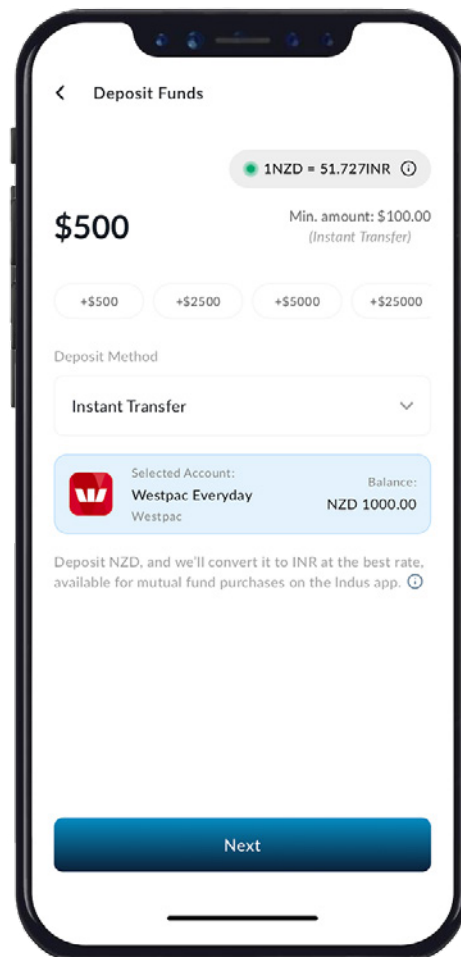 Deposit Funds
1NZD = 51.727INR
$500
Min. amount: $100.00
(Instant Transfer)
+$500
+$2500
+$5000
+$25000
Deposit Method
Instant Transfer
Selected Account:
Westpac Everyday
Westpac
Balance:
NZD 1000.00
Deposit NZD, and we'll convert it to INR at the best rate,
available for mutual fund purchases on the Indus app.
Next